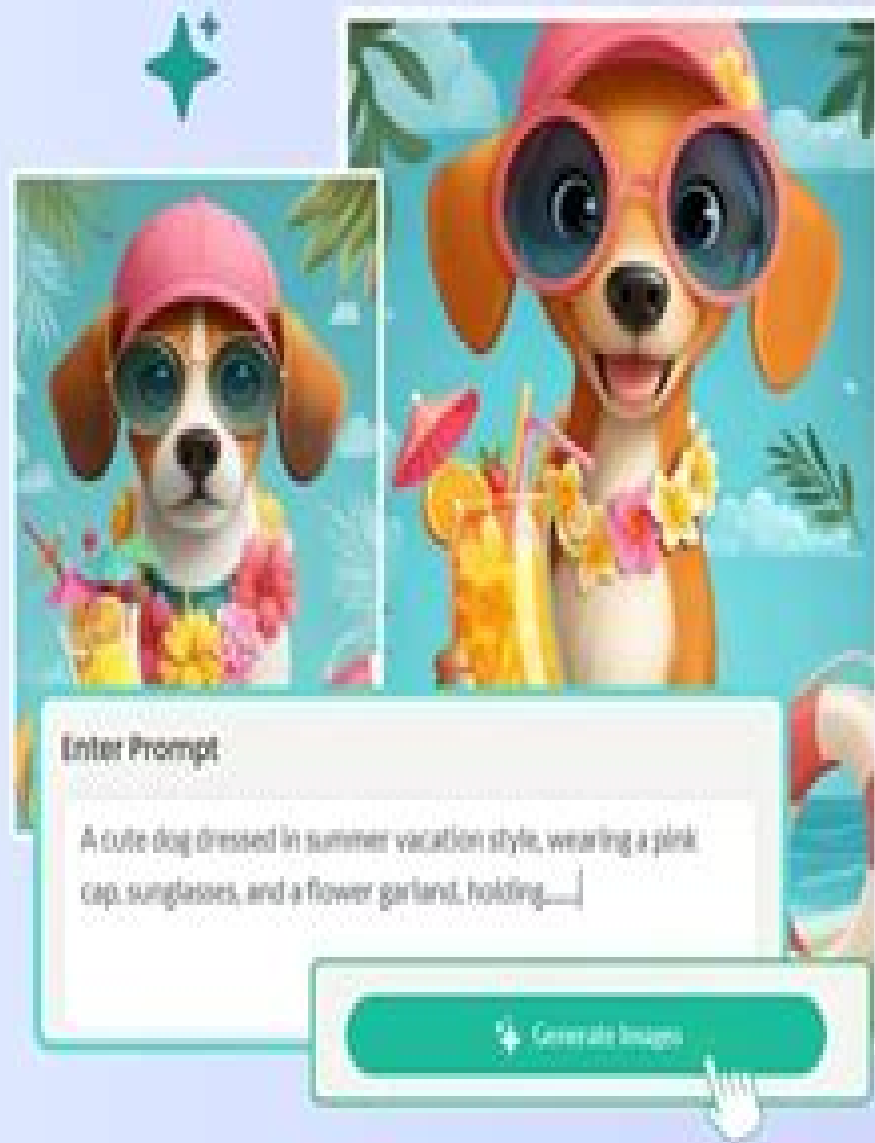 Enter Prompt
A cute dog dressed in summer vacation style, wearing a pink
cap, sunglasses, and a flower garland, holding.....
Generate Images